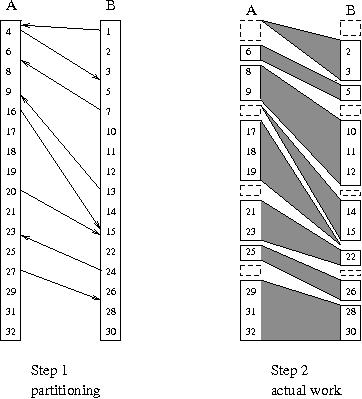 A B A B
4 1
6 2 6 2
8 3 8 3
9 5 9 5
16 7
17 10 17 10
18 11 18 11
19 12 19 12
20 13
21 14 21 14
23 15 23 15
25 22 25 22
27 24
26 26
29 29
31 28 31 28
32 30 32 30
Step 1 Step 2
partitioning actual work